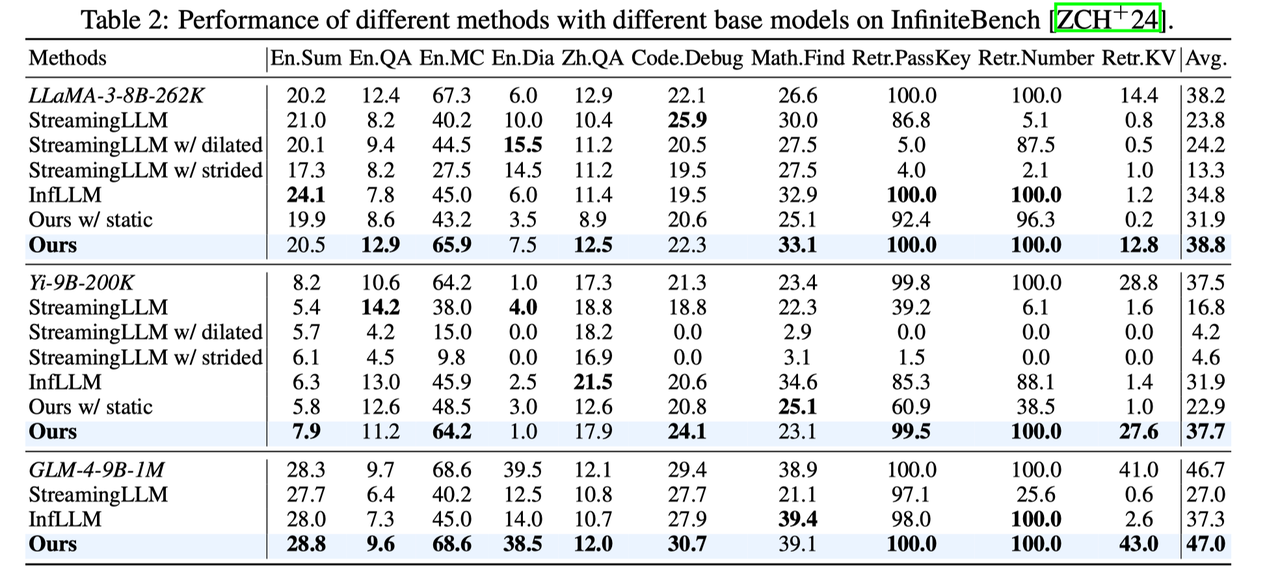 Table 2: Performance of different methods with different base models on InfiniteBench [ZCH+24].
Methods En.Sum En.QA En.MC En.Dia Zh.QA Code.Debug Math.Find Retr.PassKey Retr.Number Retr.KV Avg.
LLaMA-3-8B-262K 20.2 12.4 67.3 6.0 12.9 22.1 26.6 100.0 100.0 14.4 38.2
StreamingLLM 21.0 8.2 40.2 10.0 10.4 25.9 30.0 86.8 5.1 0.8 23.8
StreamingLLM w/ dilated 20.1 9.4 44.5 15.5 11.2 20.5 27.5 5.0 87.5 0.5 24.2
StreamingLLM w/ strided 17.3 8.2 27.5 14.5 11.2 19.5 27.5 4.0 2.1 1.0 13.3
InfLLM 24.1 7.8 45.0 6.0 11.4 19.5 32.9 100.0 100.0 1.2 34.8
Ours w/ static 19.9 8.6 43.2 3.5 8.9 20.6 25.1 92.4 96.3 0.2 31.9
Ours 20.5 12.9 65.9 7.5 12.5 22.3 33.1 100.0 100.0 12.8 38.8
Yi-9B-200K 8.2 10.6 64.2 1.0 17.3 21.3 23.4 99.8 100.0 28.8 37.5
StreamingLLM 5.4 14.2 38.0 4.0 18.8 18.8 22.3 39.2 6.1 1.6 16.8
StreamingLLM w/ dilated 5.7 4.2 15.0 0.0 18.2 0.0 2.9 0.0 0.0 0.0 4.2
StreamingLLM w/ strided 6.1 4.5 9.8 0.0 16.9 0.0 3.1 1.5 0.0 0.0 4.6
InfLLM 6.3 13.0 45.9 2.5 21.5 20.6 34.6 85.3 88.1 1.4 31.9
Ours w/ static 5.8 12.6 48.5 3.0 12.6 20.8 25.1 60.9 38.5 1.0 22.9
Ours 7.9 11.2 64.2 1.0 17.9 24.1 23.1 99.5 100.0 27.6 37.7
GLM-4-9B-1M 28.3 9.7 68.6 39.5 12.1 29.4 38.9 100.0 100.0 41.0 46.7
StreamingLLM 27.7 6.4 40.2 12.5 10.8 27.7 21.1 97.1 25.6 0.6 27.0
InfLLM 28.0 7.3 45.0 14.0 10.7 27.9 39.4 98.0 100.0 2.6 37.3
Ours 28.8 9.6 68.6 38.5 12.0 30.7 39.1 100.0 100.0 43.0 47.0